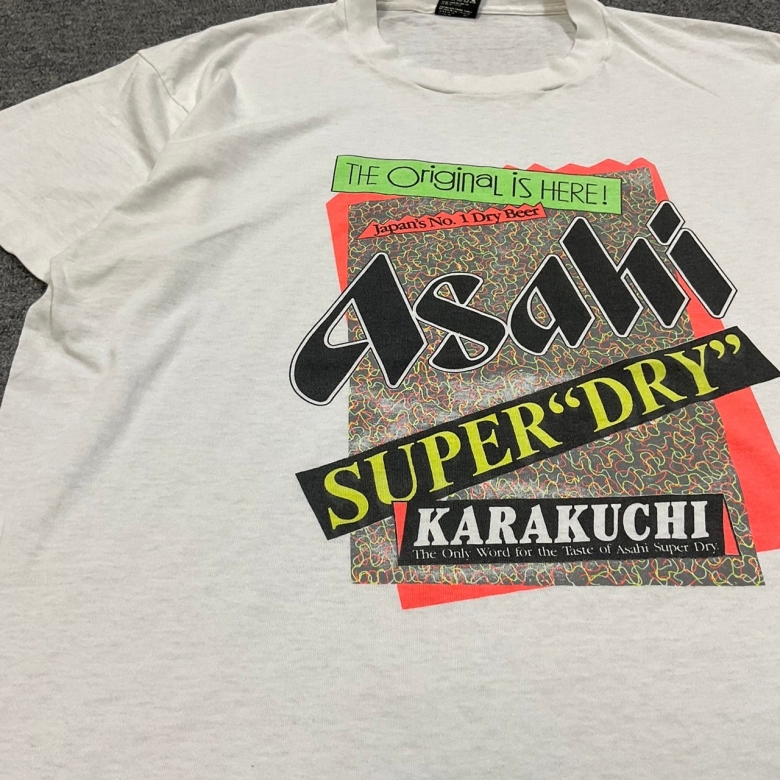 THE Original iS HERE!
Japan's No. 1 Dry Beer
Asahi
SUPER“DRY”
KARAKUCHI
The Only Word for the Taste of Asahi Super Dry.